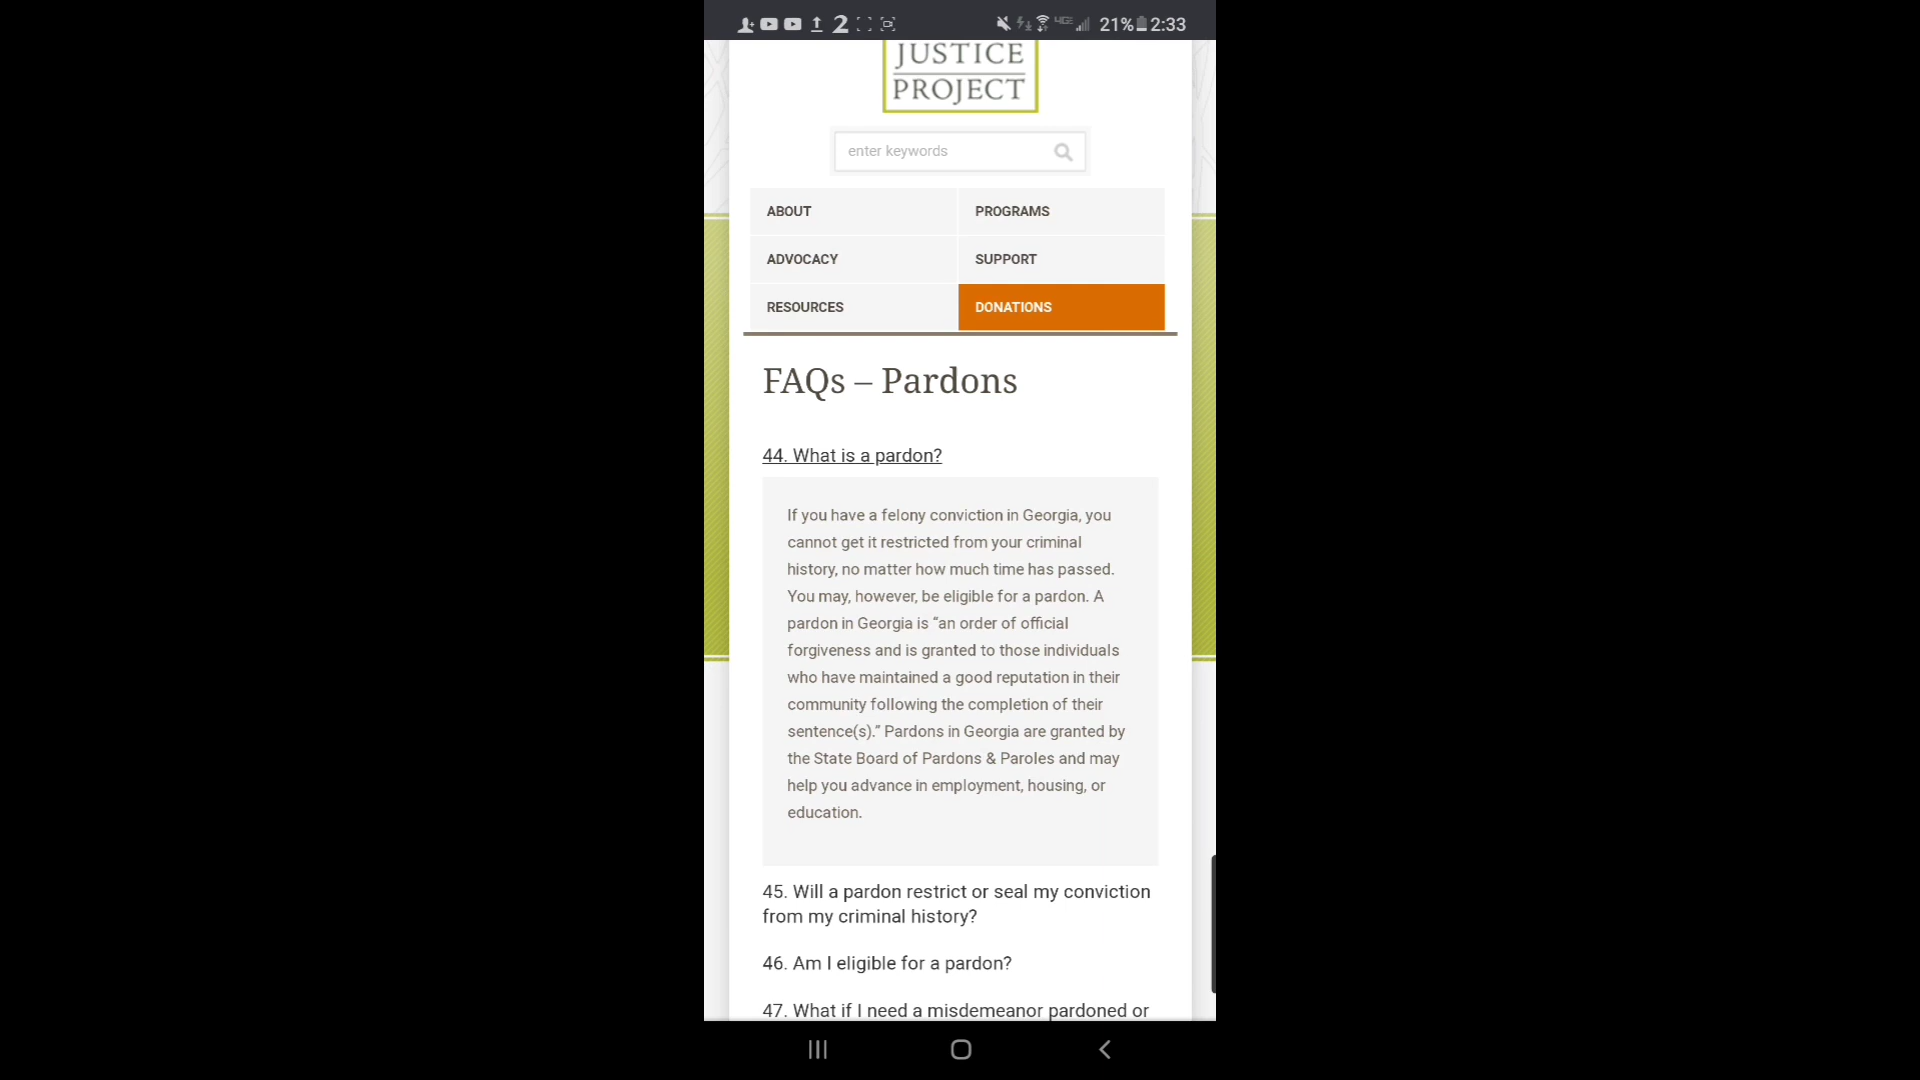 2 21% 2:33
JUSTICE
PROJECT
enter keywords
ABOUT PROGRAMS
ADVOCACY SUPPORT
RESOURCES DONATIONS
FAQs – Pardons
44. What is a pardon?
If you have a felony conviction in Georgia, you
cannot get it restricted from your criminal
history, no matter how much time has passed.
You may, however, be eligible for a pardon. A
pardon in Georgia is “an order of official
forgiveness and is granted to those individuals
who have maintained a good reputation in their
community following the completion of their
sentence(s).” Pardons in Georgia are granted by
the State Board of Pardons & Paroles and may
help you advance in employment, housing, or
education.
45. Will a pardon restrict or seal my conviction
from my criminal history?
46. Am I eligible for a pardon?
47. What if I need a misdemeanor pardoned or